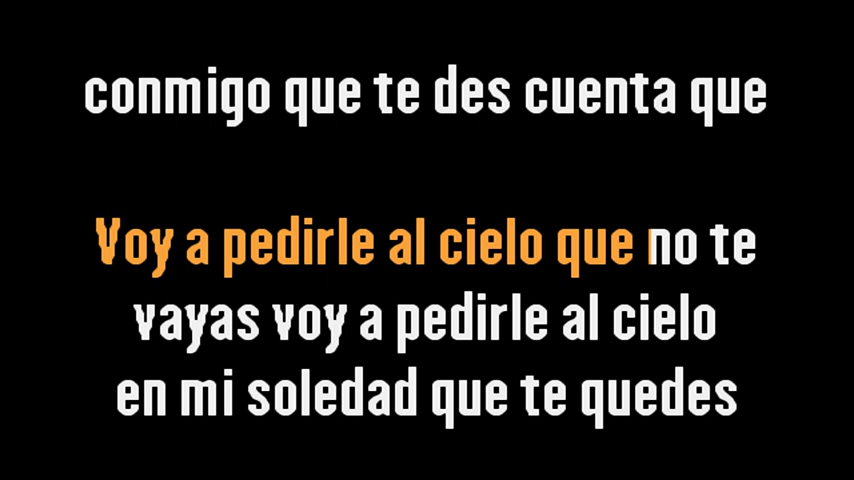 conmigo que te des cuenta que
Voy a pedirle al cielo que no te
vayas voy a pedirle al cielo
en mi soledad que te quedes